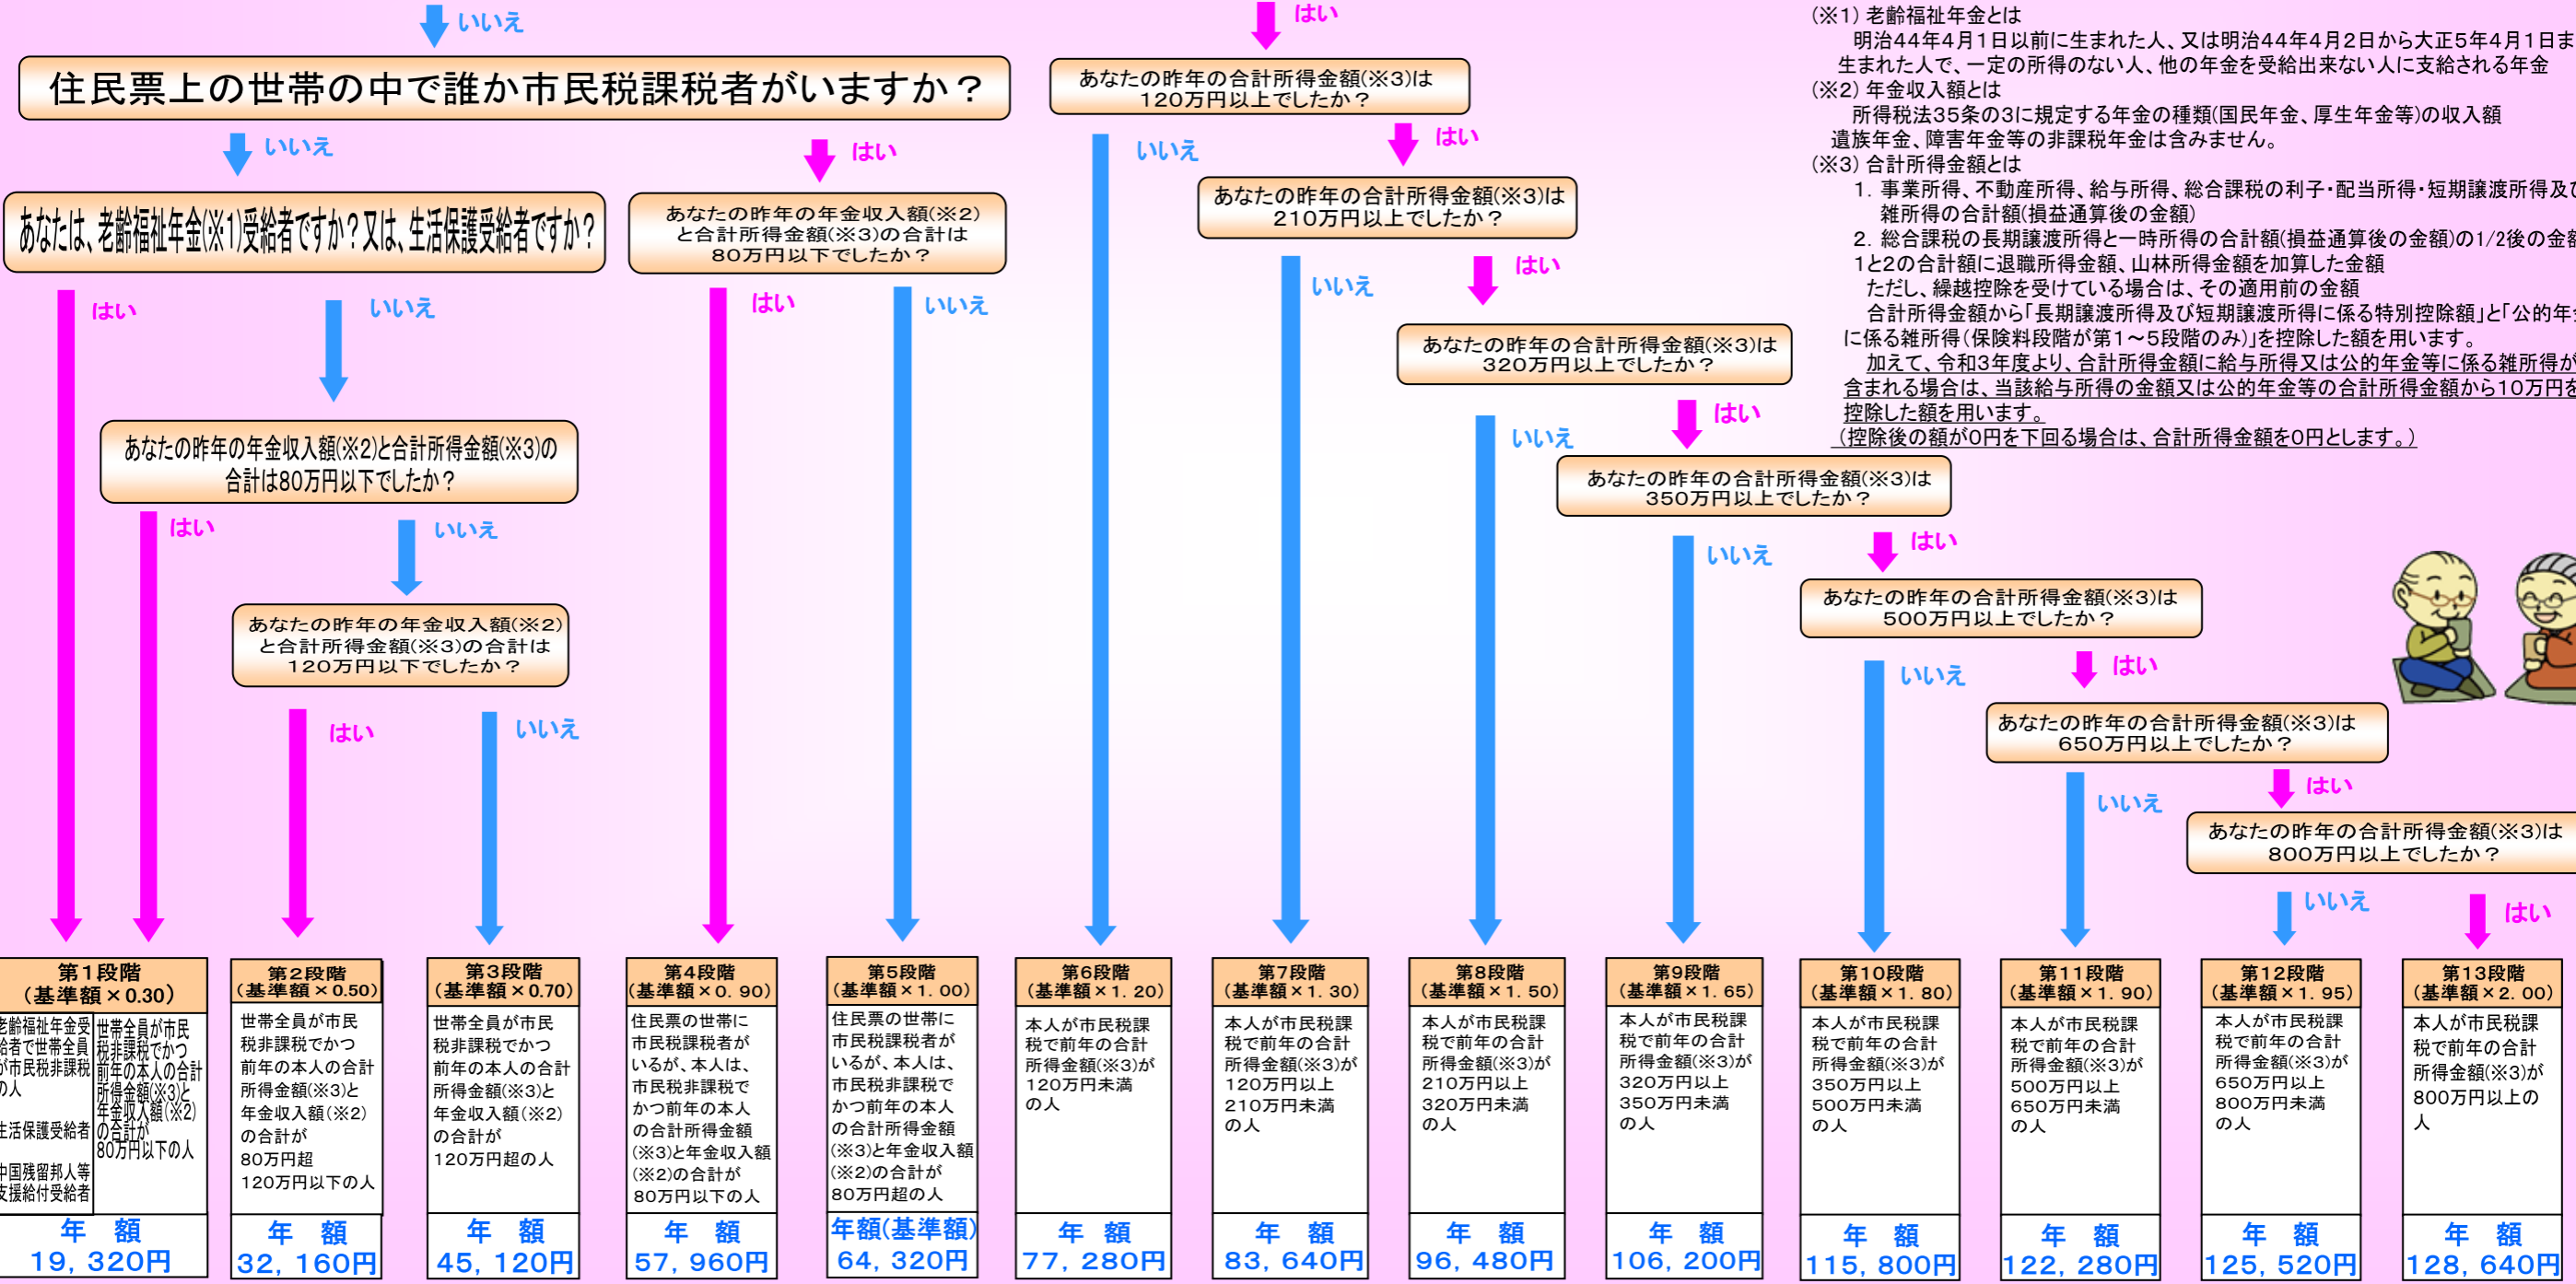 いいえ
はい
住民票上の世帯の中で誰か市民税課税者がいますか？
いいえ
はい
あなたは、老齢福祉年金(※1)受給者ですか？又は、生活保護受給者ですか？
はい
いいえ
あなたの昨年の年金収入額(※2)と合計所得金額(※3)の
合計は80万円以下でしたか？
はい
いいえ
あなたの昨年の年金収入額(※2)
と合計所得金額(※3)の合計は
120万円以下でしたか？
はい
いいえ
あなたの昨年の年金収入額(※2)
と合計所得金額(※3)の合計は
80万円以下でしたか？
はい
いいえ
あなたの昨年の合計所得金額(※3)は
120万円以上でしたか？
いいえ
はい
あなたの昨年の合計所得金額(※3)は
210万円以上でしたか？
いいえ
はい
あなたの昨年の合計所得金額(※3)は
320万円以上でしたか？
いいえ
はい
あなたの昨年の合計所得金額(※3)は
350万円以上でしたか？
いいえ
はい
あなたの昨年の合計所得金額(※3)は
500万円以上でしたか？
いいえ
はい
あなたの昨年の合計所得金額(※3)は
650万円以上でしたか？
いいえ
はい
あなたの昨年の合計所得金額(※3)は
800万円以上でしたか？
いいえ
はい
(※1) 老齢福祉年金とは
明治44年4月1日以前に生まれた人、又は明治44年4月2日から大正5年4月1日ま
生まれた人で、一定の所得のない人、他の年金を受給出来ない人に支給される年金
(※2) 年金収入額とは
所得税法35条の3に規定する年金の種類(国民年金、厚生年金等)の収入額
遺族年金、障害年金等の非課税年金は含みません。
(※3) 合計所得金額とは
1. 事業所得、不動産所得、給与所得、総合課税の利子・配当所得・短期譲渡所得及び
雑所得の合計額(損益通算後の金額)
2. 総合課税の長期譲渡所得と一時所得の合計額(損益通算後の金額)の1/2後の金額
1と2の合計額に退職所得金額、山林所得金額を加算した金額
ただし、繰越控除を受けている場合は、その適用前の金額
合計所得金額から「長期譲渡所得及び短期譲渡所得に係る特別控除額」と「公的年金
に係る雑所得(保険料段階が第1～5段階のみ)」を控除した額を用います。
加えて、令和3年度より、合計所得金額に給与所得又は公的年金等に係る雑所得が
含まれる場合は、当該給与所得の金額又は公的年金等の合計所得金額から10万円を
控除した額を用います。
(控除後の額が0円を下回る場合は、合計所得金額を0円とします。)
第1段階
(基準額×0.30)
老齢福祉年金受
給者で世帯全員
が市民税非課税
の人
生活保護受給者
中国残留邦人等
支援給付受給者
世帯全員が市民
税非課税でかつ
前年の本人の合計
所得金額(※3)と
年金収入額(※2)
の合計が
80万円以下の人
年　額
19, 320円
第2段階
(基準額×0.50)
世帯全員が市民
税非課税でかつ
前年の本人の合計
所得金額(※3)と
年金収入額(※2)
の合計が
80万円超
120万円以下の人
年　額
32, 160円
第3段階
(基準額×0.70)
世帯全員が市民
税非課税でかつ
前年の本人の合計
所得金額(※3)と
年金収入額(※2)
の合計が
120万円超の人
年　額
45, 120円
第4段階
(基準額×0. 90)
住民票の世帯に
市民税課税者が
いるが、本人は、
市民税非課税で
かつ前年の本人
の合計所得金額
(※3)と年金収入額
(※2)の合計が
80万円以下の人
年　額
57, 960円
第5段階
(基準額×1. 00)
住民票の世帯に
市民税課税者が
いるが、本人は、
市民税非課税で
かつ前年の本人
の合計所得金額
(※3)と年金収入額
(※2)の合計が
80万円超の人
年額(基準額)
64, 320円
第6段階
(基準額×1. 20)
本人が市民税課
税で前年の合計
所得金額(※3)が
120万円未満
の人
年　額
77, 280円
第7段階
(基準額×1. 30)
本人が市民税課
税で前年の合計
所得金額(※3)が
120万円以上
210万円未満
の人
年　額
83, 640円
第8段階
(基準額×1. 50)
本人が市民税課
税で前年の合計
所得金額(※3)が
210万円以上
320万円未満
の人
年　額
96, 480円
第9段階
(基準額×1. 65)
本人が市民税課
税で前年の合計
所得金額(※3)が
320万円以上
350万円未満
の人
年　額
106, 200円
第10段階
(基準額×1. 80)
本人が市民税課
税で前年の合計
所得金額(※3)が
350万円以上
500万円未満
の人
年　額
115, 800円
第11段階
(基準額×1. 90)
本人が市民税課
税で前年の合計
所得金額(※3)が
500万円以上
650万円未満
の人
年　額
122, 280円
第12段階
(基準額×1. 95)
本人が市民税課
税で前年の合計
所得金額(※3)が
650万円以上
800万円未満
の人
年　額
125, 520円
第13段階
(基準額×2. 00)
本人が市民税課
税で前年の合計
所得金額(※3)が
800万円以上の
人
年　額
128, 640円